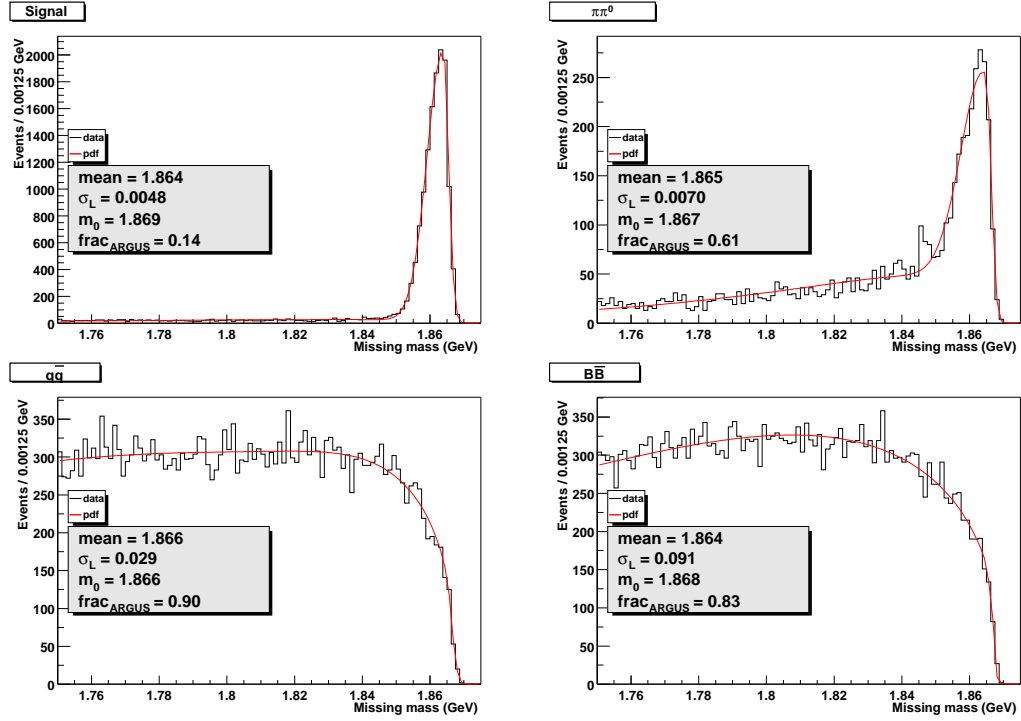 Signal
Events / 0.00125 GeV
2000
1800
1600
1400
1200
1000
800
600
400
200
0
data
pdf
mean = 1.864
σL = 0.0048
m0 = 1.869
fracARGUS = 0.14
1.76 1.78 1.8 1.82 1.84 1.86
Missing mass (GeV)
ππ0
Events / 0.00125 GeV
250
200
150
100
50
0
data
pdf
mean = 1.865
σL = 0.0070
m0 = 1.867
fracARGUS = 0.61
1.76 1.78 1.8 1.82 1.84 1.86
Missing mass (GeV)
qq̅
Events / 0.00125 GeV
350
300
250
200
150
100
50
0
data
pdf
mean = 1.866
σL = 0.029
m0 = 1.866
fracARGUS = 0.90
1.76 1.78 1.8 1.82 1.84 1.86
Missing mass (GeV)
BB̅
Events / 0.00125 GeV
350
300
250
200
150
100
50
0
data
pdf
mean = 1.864
σL = 0.091
m0 = 1.868
fracARGUS = 0.83
1.76 1.78 1.8 1.82 1.84 1.86
Missing mass (GeV)